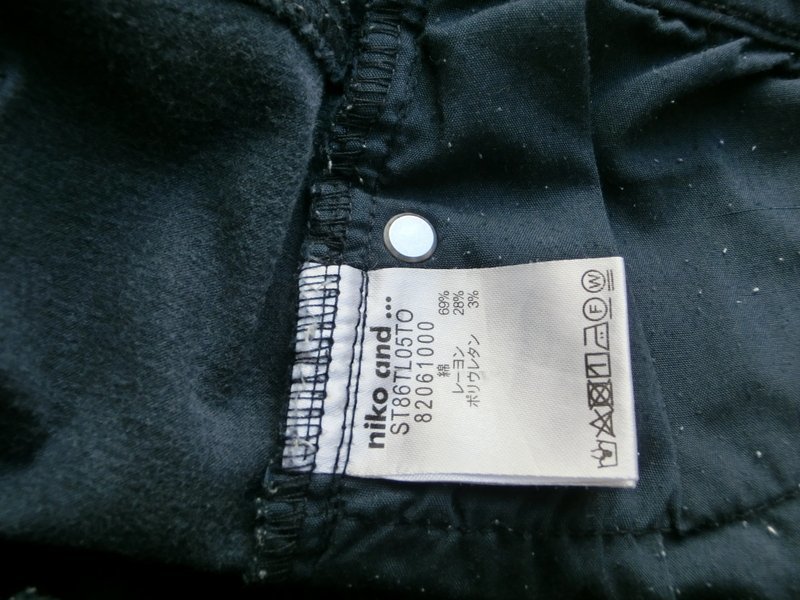 niko and ...
ST86TL05TO
82061000
綿 69%
レーヨン 28%
ポリウレタン 3%
F W